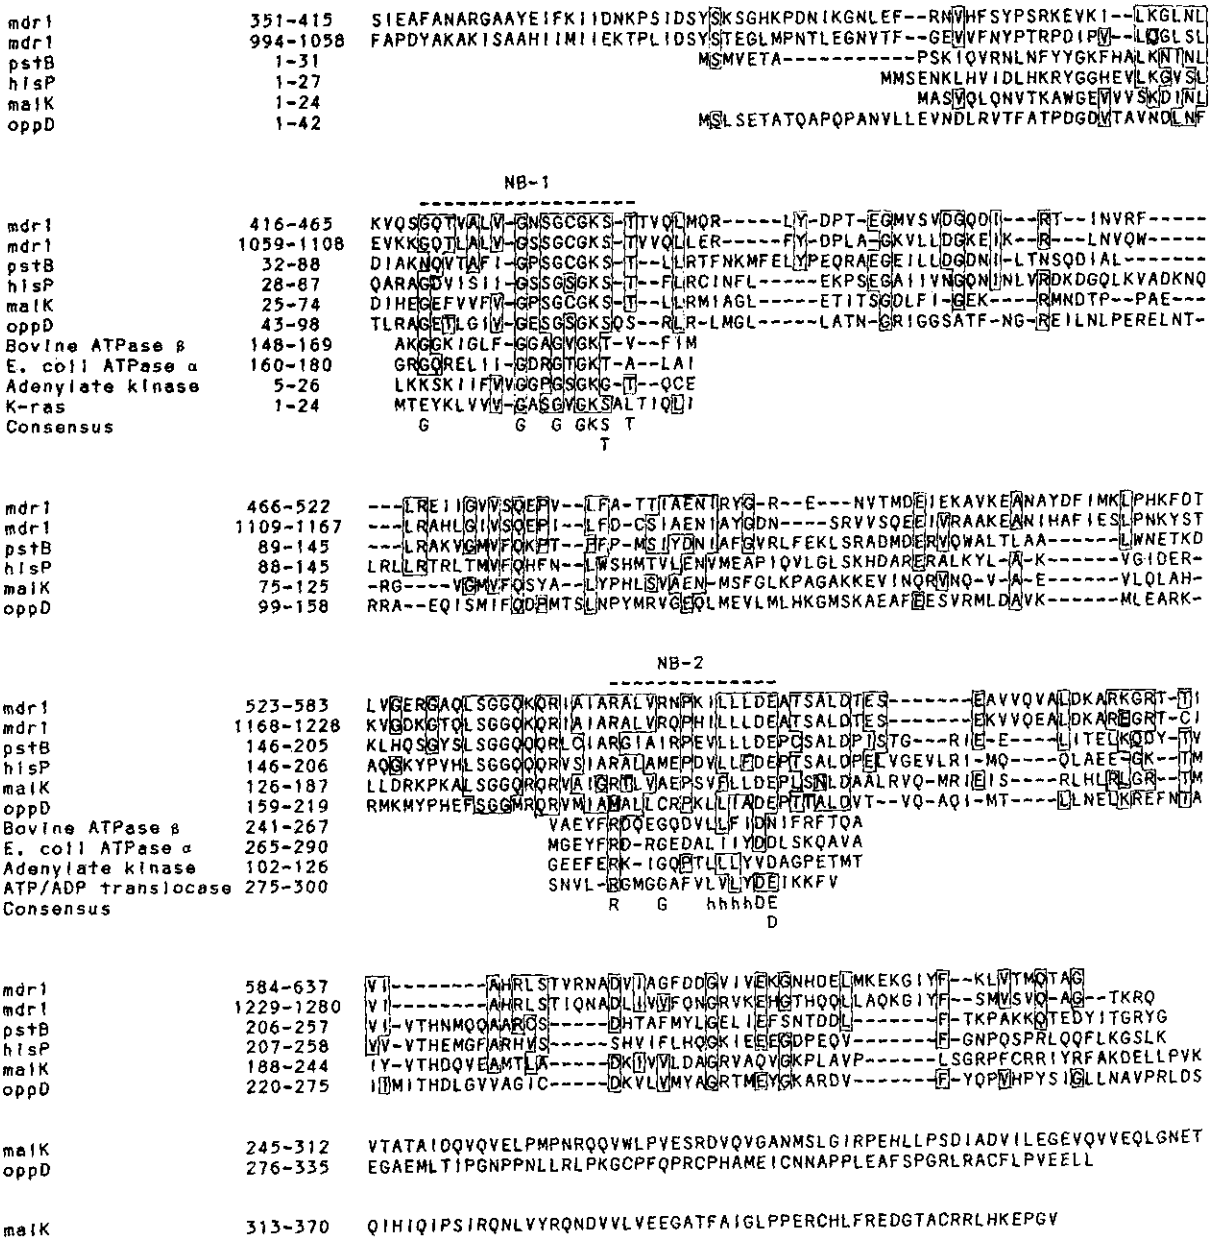 mdr1 351-415 SIEAFANARGAAYEIFKIIDNKPSIDSYSKSGHKPDNIKGNLEF--RNVHFSYPSRKEVKI--LKGLNL
mdr1 994-1058 FAPDYAKAKISAAHIIMIIEKTPLIDSYSTEGLMPNTLEGNVTF--GEVVFNYPTRPDIPV--LQGLSL
pstB 1-31 MSMVETA-----------PSKIQVRNLNFYYGKFHALKNTNL
hisP 1-27 MMSENKLHVIDLHKRYGGHEVLKGVSL
malK 1-24 MASVQLQNVTKAWGEVVVSKDINL
oppD 1-42 MSLSETATQAPQPANVLLEVNDLRVTFATPDGDVTAVNDLNF
NB-1
mdr1 416-465 KVQSGQTVALV-GNSGCGKS-TTVQLMQR-----LY-DPT-EGMVSVDGQDI---RT--INVRF-----
mdr1 1059-1108 EVKKGQTLALV-GSSGCGKS-TVVQLLER-----FY-DPLA-GKVLLDGKEIK--R---LNVQW-----
pstB 32-88 DIAKNQVTAFI-GPSGCGKS-T--LLRTFNKMFELYPEQRAEGEILLDGDNI-LTNSQDIAL-----
hisP 28-87 QARAGDVISII-GSSGSGKS-T--FLRCINFL-----EKPSEGAIIVNGQNINLVRDKDGQLKVADKNQ
malK 25-74 DIHEGEFVVFV-GPSGCGKS-T--LLRMIAGL-----ETITSGDLFI-GEK----RMNDTP--PAE---
oppD 43-98 TLRAGETLGIV-GESGSGKSQS--RLR-LMGL-----LATN-GRIGGSATF-NG-REILNLPERELNT-
Bovine ATPase β 148-169 AKGGKIGLF-GGAGVGKT-V--FIM
E. coli ATPase α 160-180 GRGQRELII-GDRGTGKT-A--LAI
Adenylate kinase 5-26 LKKSKIIFVVGGPGSGKG-T--QCE
K-ras 1-24 MTEYKLVVV-GASGVGKSALTIQLI
Consensus G G G GKS T
T
mdr1 466-522 ---LREIIGVVSQEPV--LFA-TTIAENIRYG-R--E---NVTMDEIEKAVKEANAYDFIMKLPHKFDT
mdr1 1109-1167 ---LRAHLGIVSQEPI--LFD-CSIAENIAYGDN----SRVVSQEEIVRAAKEANIHAFIESLPNKYST
pstB 89-145 ---LRAKVGMVFQKPT--PFP-MSIYDNIAFGVRLFEKLSRADMDERVQWALTLAA-----LWNETKD
hisP 88-145 LRLLRTRLTMVFQHFN--LWSHMTVLENVMEAPIQVLGLSKHDARERALKYL-A-K------VGIDER-
malK 75-125 -RG---VGMVFQSYA--LYPHLSVAEN-MSFGLKPAGAKKEVINQRVNQ-V-A-E------VLQLAH-
oppD 99-158 RRA--EQISMIFQDPMTSLNPYMRVGEQLMEVLMLHKGMSKAEAFEESVRMLDAVK------MLEARK-
NB-2
mdr1 523-583 LVGERGAQLSGGQKQRIAIARALVRNPKILLLDEATSALDTES--------EAVVQVALDKARKGRT-TI
mdr1 1168-1228 KVGDKGTQLSGGQKQRIAIARALVRQPHILLLDEATSALDTES--------EKVVQEALDKAREGRT-CI
pstB 146-205 KLHQSGYSLSGGQQQRLCIARGIAIRPEVLLLDEPCSALDPISTG---RIE-E----LITELKQDY-TV
hisP 146-206 AQGKYPVHLSGGQQQRVSIARALAMEPDVLLFDEPTSALDPELVGEVLRI-MQ---QLAEE-GK--TM
malK 126-187 LLDRKPKALSGGQRQRVAIGRTLVAEPSVFLLDEPLSNLDAALRVQ-MRIEIS---RLHLRLGR--TM
oppD 159-219 RMKMYPHEFSGGMRQRVMIAMALLCRPKLLIADEPTTALDVT--VQ-AQI-MT----LLNELKREFNTA
Bovine ATPase β 241-267 VAEYFRDQEGQDVLLFIDNIFRFTQA
E. coli ATPase α 265-290 MGEYFRD-RGEDALIIYDDLSKQAVA
Adenylate kinase 102-126 GEEFERK-IGQPTLLLYVDAGPETMT
ATP/ADP translocase 275-300 SNVL-RGMGGAFVLVLYDEIKKFV
Consensus R G hhhhDE
D
mdr1 584-637 VI--------AHRLSTVRNADVIAGFDDGVIVEKGNHDELMKEKGIYF--KLVTMQTAG
mdr1 1229-1280 VI--------AHRLSTIQNADLIVVFQNGRVKEHGTHQQLLAQKGIYF--SMVSVQ-AG--TKRQ
pstB 206-257 VI-VTHNMQQAARCS-----DHTAFMYLGELIEFSNTDDL-------F-TKPAKKQTEDYITGRYG
hisP 207-258 VV-VTHEMGFARHVS-----SHVIFLHQGKIEEEGDPEQV-------F-GNPQSPRLQQFLKGSLK
malK 188-244 IY-VTHDQVEAMTLA-----DKIVVLDAGRVAQVGKPLAVP-------LSGRPFCRRIYRFAKDELLPVK
oppD 220-275 IIMITHDLGVVAGIC-----DKVLVMYAGRTMEYGKARDV-------F-YQPVHPYSIGLLNAVPRLDS
malK 245-312 VTATAIDQVQVELPMPNRQQVWLPVESRDVQVGANMSLGIRPEHLLPSDIADVILEGEVQVVEQLGNET
oppD 276-335 EGAEMLTIPGNPPNLLRLPKGCPFQPRCPHAMEICNNAPPLEAFSPGRLRACFLPVEELL
malK 313-370 QIHIQIPSIRQNLVYRQNDVVLVEEGATFAIGLPPERCHLFREDGTACRRLHKEPGV